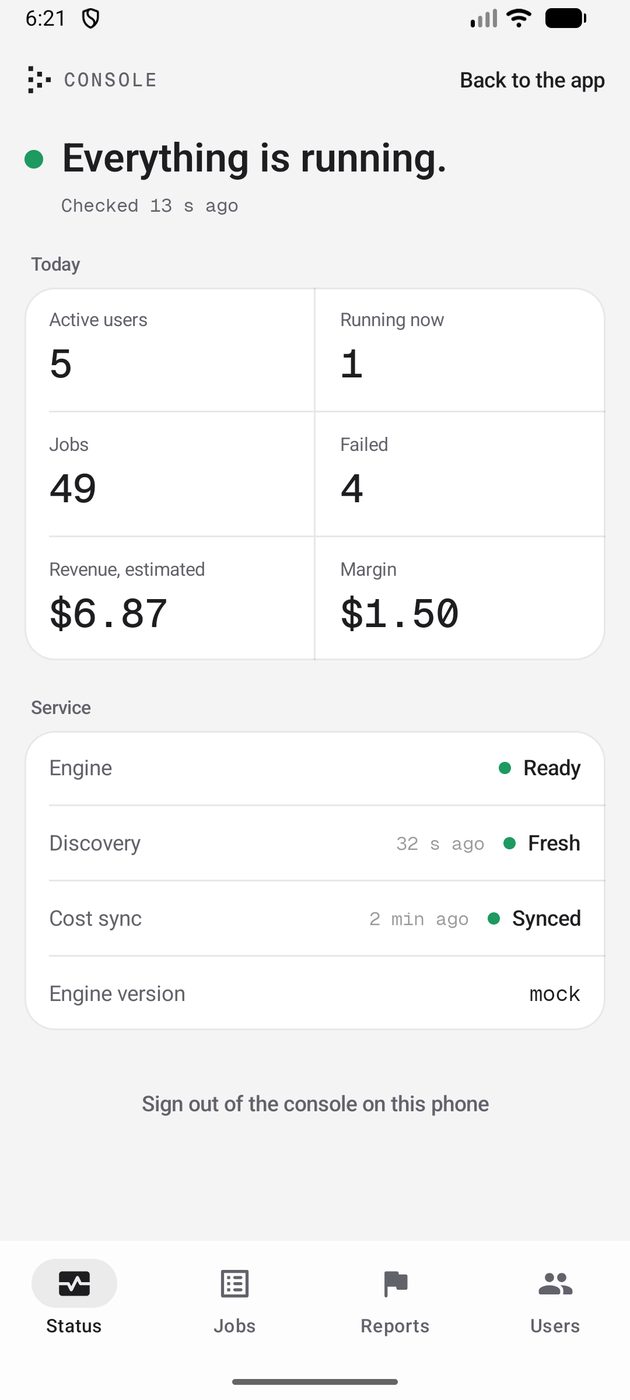 6:21
CONSOLE
Back to the app
Everything is running.
Checked 13 s ago
Today
Active users
5
Running now
1
Jobs
49
Failed
4
Revenue, estimated
$6.87
Margin
$1.50
Service
Engine
Ready
Discovery
32 s ago
Fresh
Cost sync
2 min ago
Synced
Engine version
mock
Sign out of the console on this phone
Status
Jobs
Reports
Users